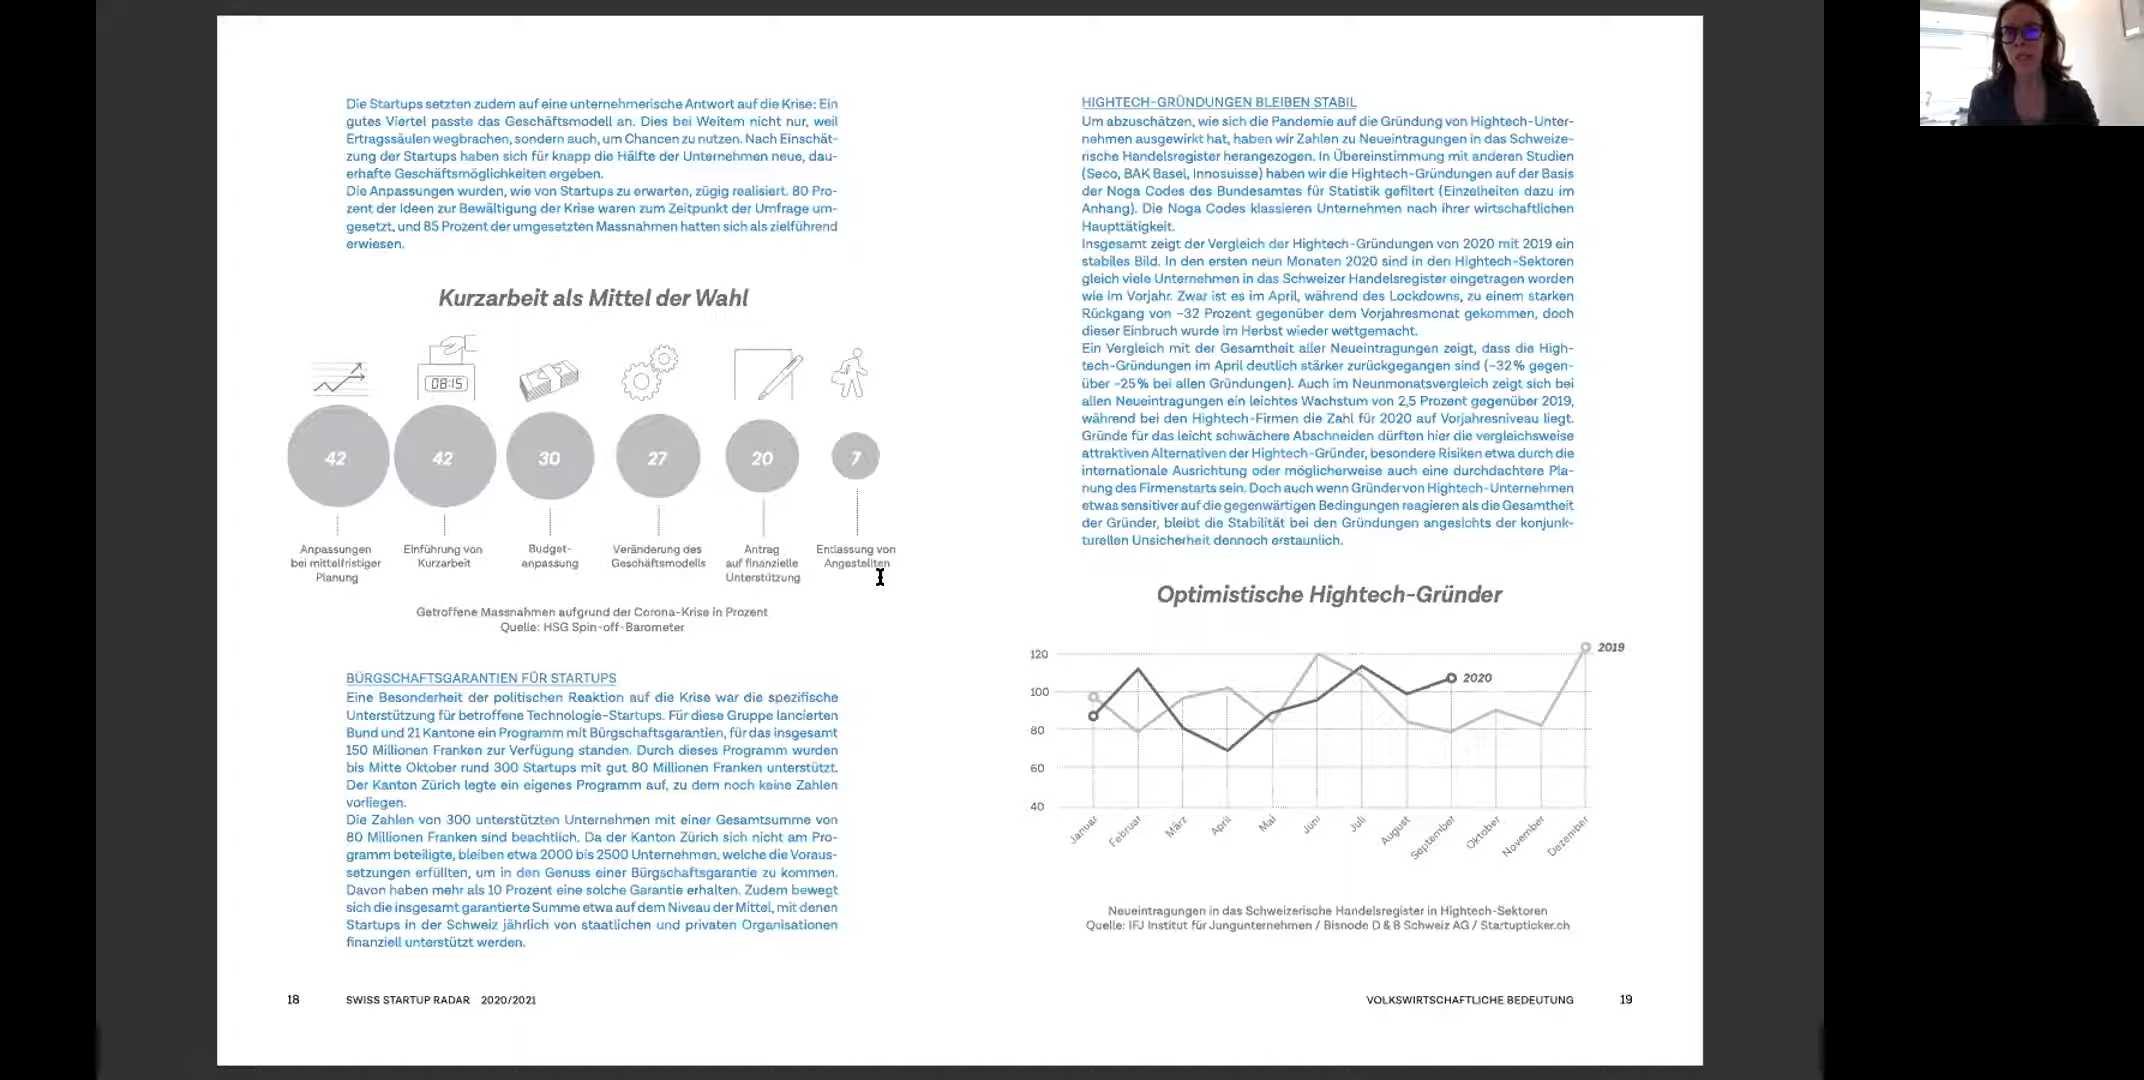 Die Startups setzten zudem auf eine unternehmerische Antwort auf die Krise: Ein
gutes Viertel passte das Geschäftsmodell an. Dies bei Weitem nicht nur, weil
Ertragssäulen wegbrachen, sondern auch, um Chancen zu nutzen. Nach Einschät-
zung der Startups haben sich für knapp die Hälfte der Unternehmen neue, dau-
erhafte Geschäftsmöglichkeiten ergeben.
Die Anpassungen wurden, wie von Startups zu erwarten, zügig realisiert. 80 Pro-
zent der Ideen zur Bewältigung der Krise waren zum Zeitpunkt der Umfrage um-
gesetzt, und 85 Prozent der umgesetzten Massnahmen hatten sich als zielführend
erwiesen.
Kurzarbeit als Mittel der Wahl
08:15
42
42
30
27
20
7
Anpassungen
bei mittelfristiger
Planung
Einführung von
Kurzarbeit
Budget-
anpassung
Veränderung des
Geschäftsmodells
Antrag
auf finanzielle
Unterstützung
Entlassung von
Angestellten
Getroffene Massnahmen aufgrund der Corona-Krise in Prozent
Quelle: HSG Spin-off-Barometer
BÜRGSCHAFTSGARANTIEN FÜR STARTUPS
Eine Besonderheit der politischen Reaktion auf die Krise war die spezifische
Unterstützung für betroffene Technologie-Startups. Für diese Gruppe lancierten
Bund und 21 Kantone ein Programm mit Bürgschaftsgarantien, für das insgesamt
150 Millionen Franken zur Verfügung standen. Durch dieses Programm wurden
bis Mitte Oktober rund 300 Startups mit gut 80 Millionen Franken unterstützt.
Der Kanton Zürich legte ein eigenes Programm auf, zu dem noch keine Zahlen
vorliegen.
Die Zahlen von 300 unterstützten Unternehmen mit einer Gesamtsumme von
80 Millionen Franken sind beachtlich. Da der Kanton Zürich sich nicht am Pro-
gramm beteiligte, bleiben etwa 2000 bis 2500 Unternehmen, welche die Voraus-
setzungen erfüllten, um in den Genuss einer Bürgschaftsgarantie zu kommen.
Davon haben mehr als 10 Prozent eine solche Garantie erhalten. Zudem bewegt
sich die insgesamt garantierte Summe etwa auf dem Niveau der Mittel, mit denen
Startups in der Schweiz jährlich von staatlichen und privaten Organisationen
finanziell unterstützt werden.
18 SWISS STARTUP RADAR 2020/2021
HIGHTECH-GRÜNDUNGEN BLEIBEN STABIL
Um abzuschätzen, wie sich die Pandemie auf die Gründung von Hightech-Unter-
nehmen ausgewirkt hat, haben wir Zahlen zu Neueintragungen in das Schweize-
rische Handelsregister herangezogen. In Übereinstimmung mit anderen Studien
(Seco, BAK Basel, Innosuisse) haben wir die Hightech-Gründungen auf der Basis
der Noga Codes des Bundesamtes für Statistik gefiltert (Einzelheiten dazu im
Anhang). Die Noga Codes klassieren Unternehmen nach ihrer wirtschaftlichen
Haupttätigkeit.
Insgesamt zeigt der Vergleich der Hightech-Gründungen von 2020 mit 2019 ein
stabiles Bild. In den ersten neun Monaten 2020 sind in den Hightech-Sektoren
gleich viele Unternehmen in das Schweizer Handelsregister eingetragen worden
wie im Vorjahr. Zwar ist es im April, während des Lockdowns, zu einem starken
Rückgang von -32 Prozent gegenüber dem Vorjahresmonat gekommen, doch
dieser Einbruch wurde im Herbst wieder wettgemacht.
Ein Vergleich mit der Gesamtheit aller Neueintragungen zeigt, dass die High-
tech-Gründungen im April deutlich stärker zurückgegangen sind (-32% gegen-
über -25% bei allen Gründungen). Auch im Neunmonatsvergleich zeigt sich bei
allen Neueintragungen ein leichtes Wachstum von 2,5 Prozent gegenüber 2019,
während bei den Hightech-Firmen die Zahl für 2020 auf Vorjahresniveau liegt.
Gründe für das leicht schwächere Abschneiden dürften hier die vergleichsweise
attraktiven Alternativen der Hightech-Gründer, besondere Risiken etwa durch die
internationale Ausrichtung oder möglicherweise auch eine durchdachtere Pla-
nung des Firmenstarts sein. Doch auch wenn Gründer von Hightech-Unternehmen
etwas sensitiver auf die gegenwärtigen Bedingungen reagieren als die Gesamtheit
der Gründer, bleibt die Stabilität bei den Gründungen angesichts der konjunk-
turellen Unsicherheit dennoch erstaunlich.
Optimistische Hightech-Gründer
120
100
80
60
40
2019
2020
Januar
Februar
März
April
Mai
Juni
Juli
August
September
Oktober
November
Dezember
Neueintragungen in das Schweizerische Handelsregister in Hightech-Sektoren
Quelle: IFJ Institut für Jungunternehmen / Bisnode D & B Schweiz AG / Startupticker.ch
VOLKSWIRTSCHAFTLICHE BEDEUTUNG 19